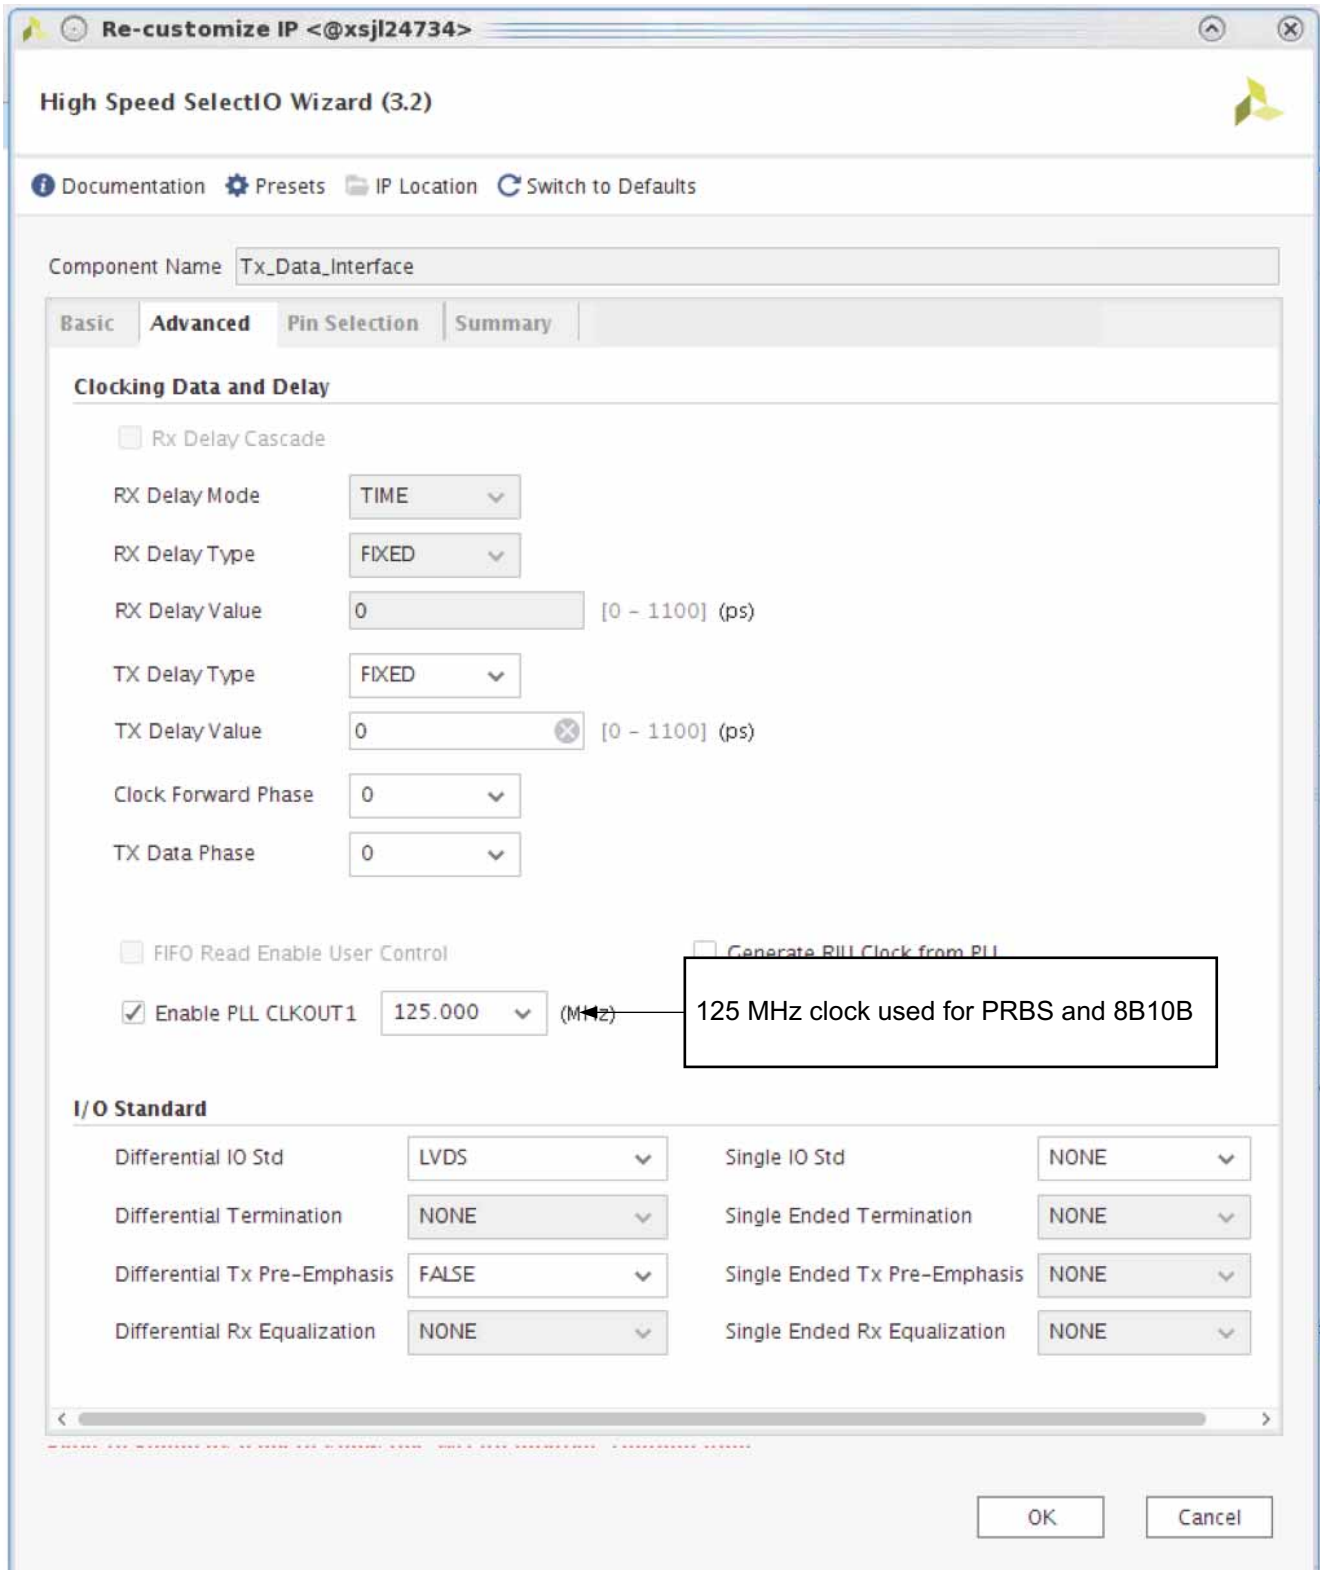 Re-customize IP <@xsjl24734>
High Speed SelectIO Wizard (3.2)
Documentation Presets IP Location Switch to Defaults
Component Name Tx_Data_Interface
Basic Advanced Pin Selection Summary
Clocking Data and Delay
Rx Delay Cascade
RX Delay Mode TIME
RX Delay Type FIXED
RX Delay Value 0 [0 - 1100] (ps)
TX Delay Type FIXED
TX Delay Value 0 [0 - 1100] (ps)
Clock Forward Phase 0
TX Data Phase 0
FIFO Read Enable User Control Generate RIU Clock from PLL
Enable PLL CLKOUT1 125.000 (MHz) 125 MHz clock used for PRBS and 8B10B
I/O Standard
Differential IO Std LVDS Single IO Std NONE
Differential Termination NONE Single Ended Termination NONE
Differential Tx Pre-Emphasis FALSE Single Ended Tx Pre-Emphasis NONE
Differential Rx Equalization NONE Single Ended Rx Equalization NONE
OK Cancel